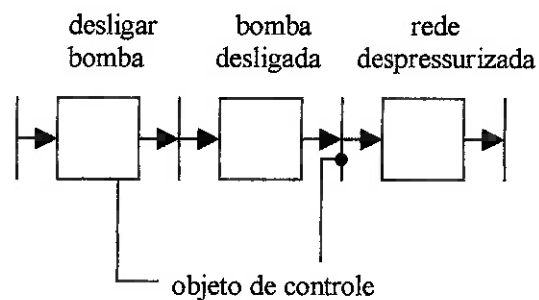 desligar
bomba
bomba
desligada
rede
despressurizada
objeto de controle